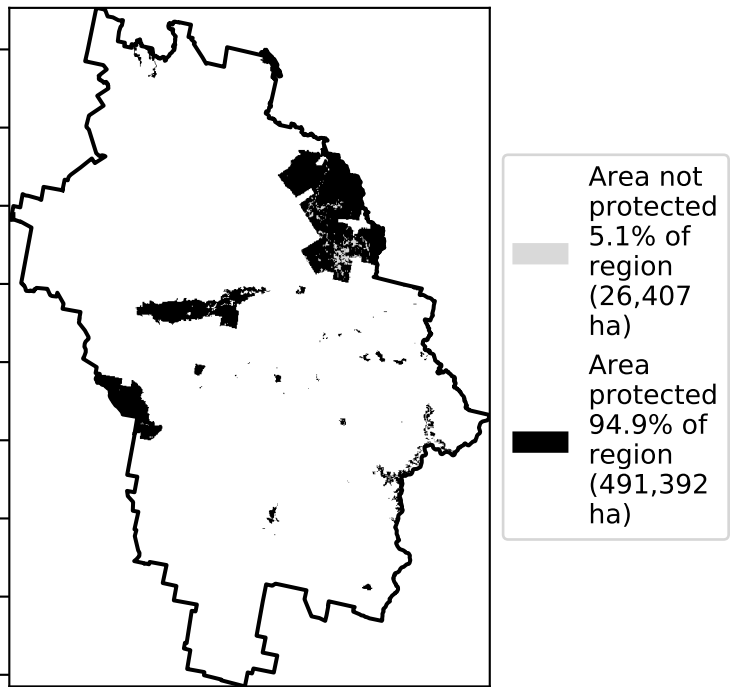 Area not
protected
5.1% of
region
(26,407
ha)
Area
protected
94.9% of
region
(491,392
ha)